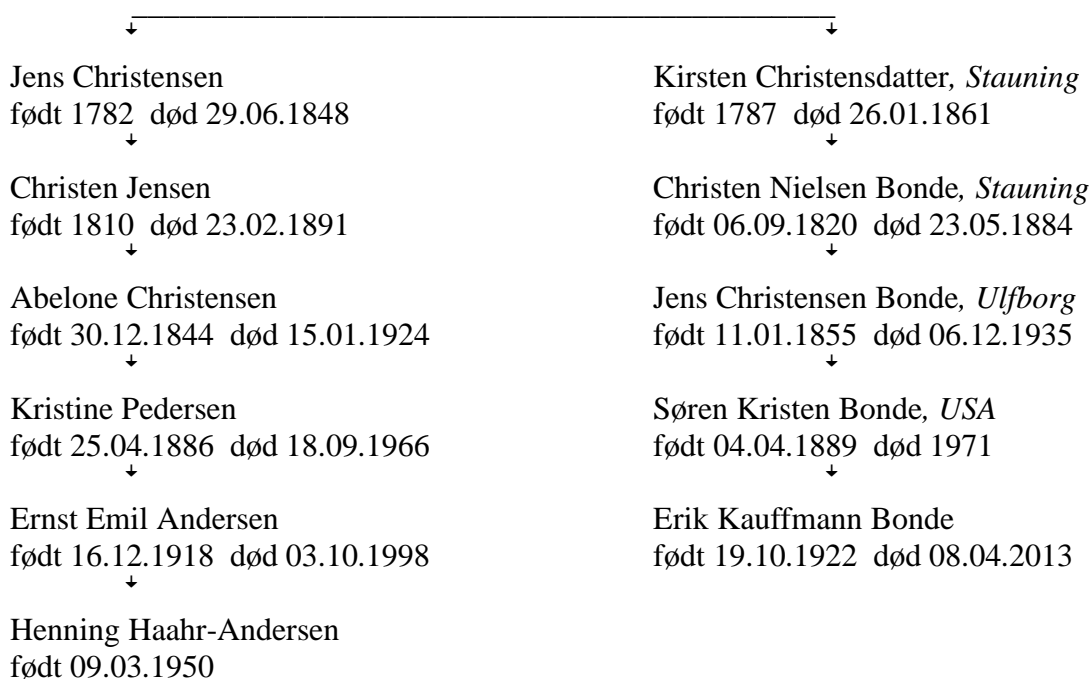 Jens Christensen
født 1782 død 29.06.1848
Christen Jensen
født 1810 død 23.02.1891
Abelone Christensen
født 30.12.1844 død 15.01.1924
Kristine Pedersen
født 25.04.1886 død 18.09.1966
Ernst Emil Andersen
født 16.12.1918 død 03.10.1998
Henning Haahr-Andersen
født 09.03.1950
Kirsten Christensdatter, Stauning
født 1787 død 26.01.1861
Christen Nielsen Bonde, Stauning
født 06.09.1820 død 23.05.1884
Jens Christensen Bonde, Ulfborg
født 11.01.1855 død 06.12.1935
Søren Kristen Bonde, USA
født 04.04.1889 død 1971
Erik Kauffmann Bonde
født 19.10.1922 død 08.04.2013